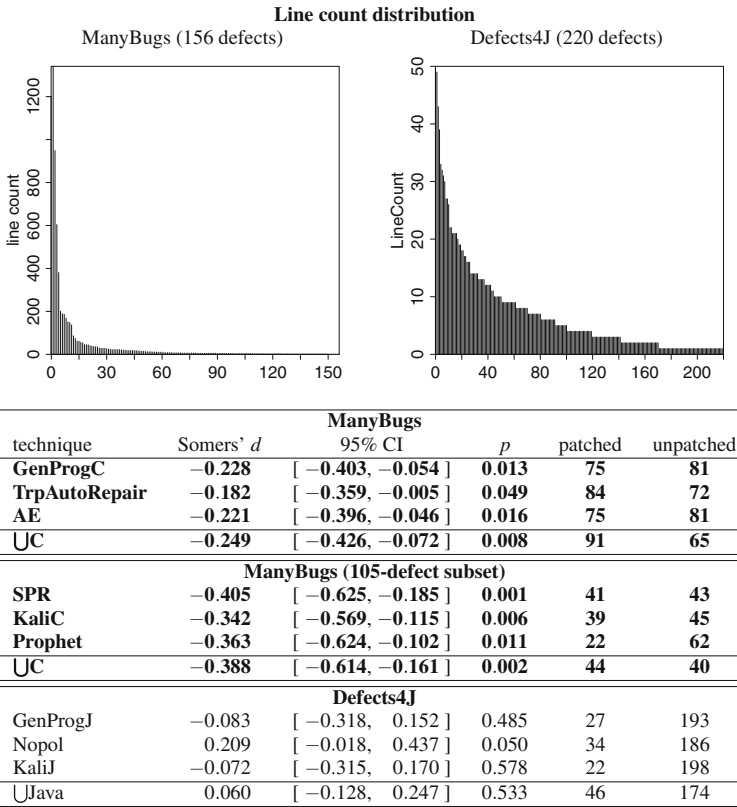 Line count distribution
ManyBugs (156 defects) Defects4J (220 defects)
line count
0 200 400 600 800 1200
0 30 60 90 120 150
LineCount
0 10 20 30 40 50
0 40 80 120 160 200
ManyBugs
technique Somers' d 95% CI p patched unpatched
GenProgC −0.228 [ −0.403, −0.054 ] 0.013 75 81
TrpAutoRepair −0.182 [ −0.359, −0.005 ] 0.049 84 72
AE −0.221 [ −0.396, −0.046 ] 0.016 75 81
⋃C −0.249 [ −0.426, −0.072 ] 0.008 91 65
ManyBugs (105-defect subset)
SPR −0.405 [ −0.625, −0.185 ] 0.001 41 43
KaliC −0.342 [ −0.569, −0.115 ] 0.006 39 45
Prophet −0.363 [ −0.624, −0.102 ] 0.011 22 62
⋃C −0.388 [ −0.614, −0.161 ] 0.002 44 40
Defects4J
GenProgJ −0.083 [ −0.318, 0.152 ] 0.485 27 193
Nopol 0.209 [ −0.018, 0.437 ] 0.050 34 186
KaliJ −0.072 [ −0.315, 0.170 ] 0.578 22 198
⋃Java 0.060 [ −0.128, 0.247 ] 0.533 46 174